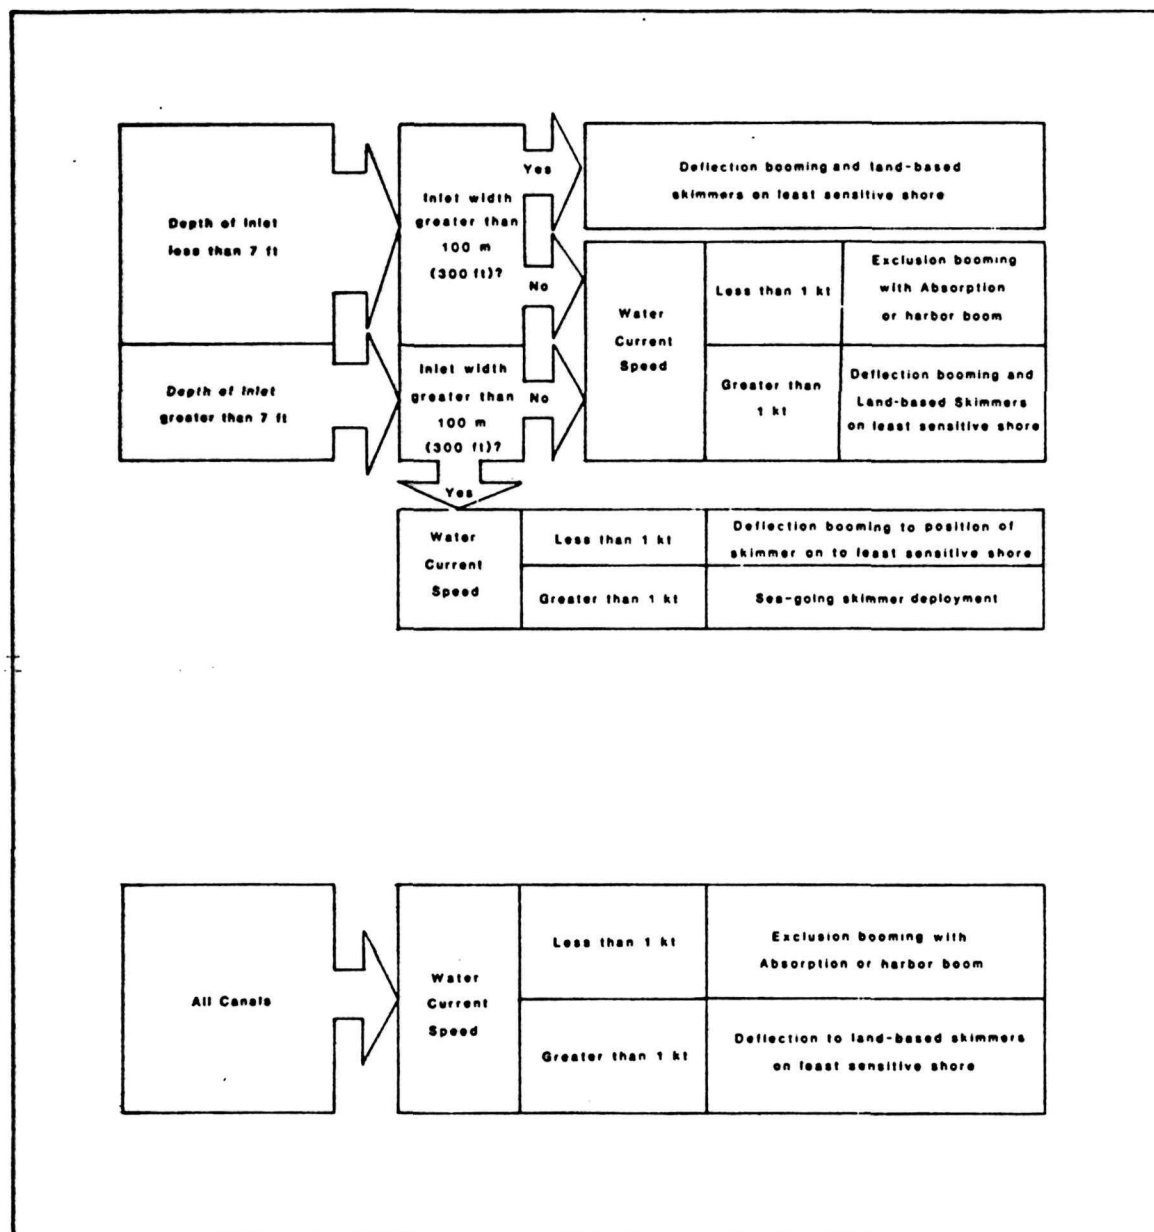 Depth of Inlet
less than 7 ft
Inlet width
greater than
100 m
(300 ft)?
Yes
No
Deflection booming and land-based
skimmers on least sensitive shore
Water
Current
Speed
Less than 1 kt
Exclusion booming
with Absorption
or harbor boom
Greater than
1 kt
Deflection booming and
Land-based Skimmers
on least sensitive shore
Depth of Inlet
greater than 7 ft
Inlet width
greater than
100 m
(300 ft)?
No
Yes
Water
Current
Speed
Less than 1 kt
Deflection booming to position of
skimmer on to least sensitive shore
Greater than 1 kt
Sea-going skimmer deployment
All Canals
Water
Current
Speed
Less than 1 kt
Exclusion booming with
Absorption or harbor boom
Greater than 1 kt
Deflection to land-based skimmers
on least sensitive shore